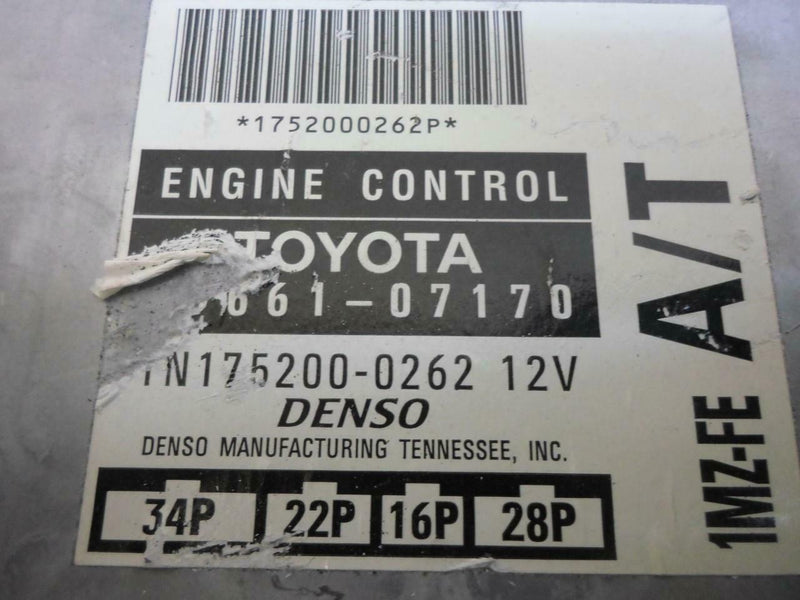 *1752000262P*
ENGINE CONTROL
TOYOTA
661-07170
TN175200-0262 12V
DENSO
DENSO MANUFACTURING TENNESSEE, INC.
34P 22P 16P 28P
A/T
1MZ-FE